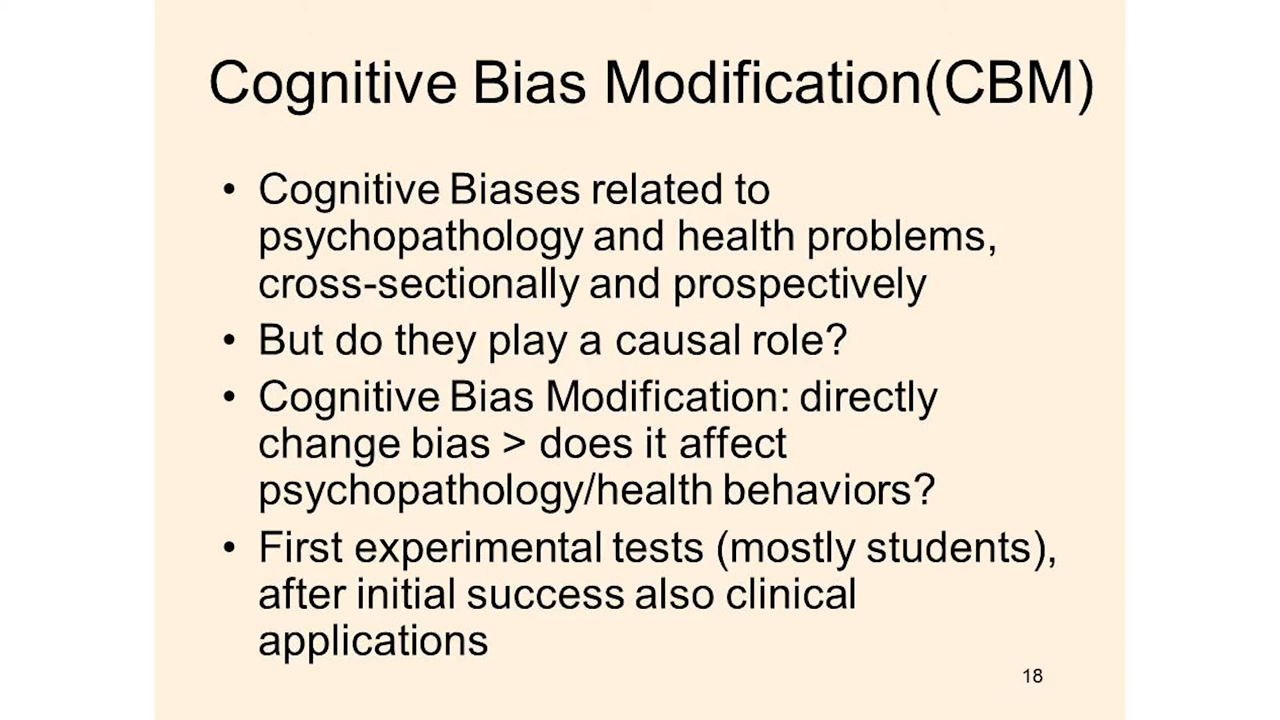 Cognitive Bias Modification(CBM)
• Cognitive Biases related to
psychopathology and health problems,
cross-sectionally and prospectively
• But do they play a causal role?
• Cognitive Bias Modification: directly
change bias > does it affect
psychopathology/health behaviors?
• First experimental tests (mostly students),
after initial success also clinical
applications
18